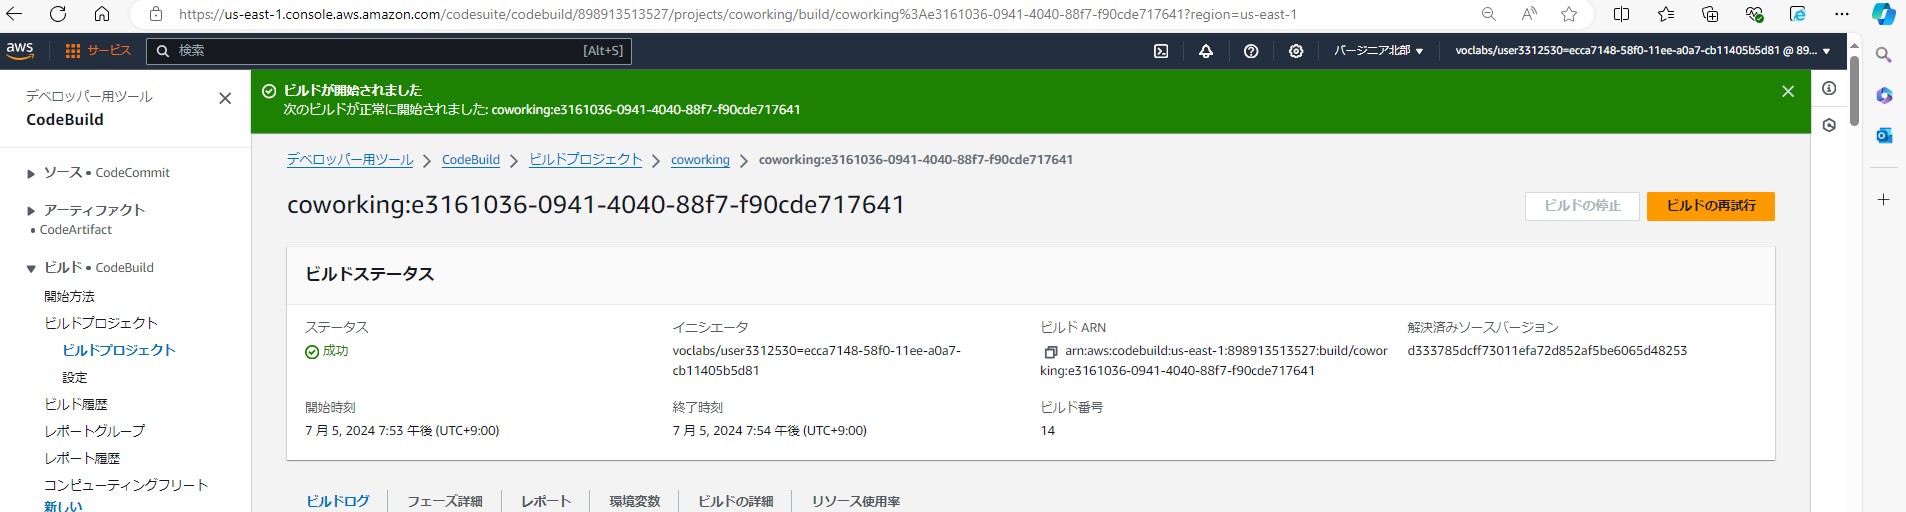 https://us-east-1.console.aws.amazon.com/codesuite/codebuild/898913513527/projects/coworking/build/coworking%3Ae3161036-0941-4040-88f7-f90cde717641?region=us-east-1
aws サービス 検索 [Alt+S] バージニア北部 voclabs/user3312530=ecca7148-58f0-11ee-a0a7-cb11405b5d81 @ 89...
デベロッパー用ツール
CodeBuild
ソース • CodeCommit
アーティファクト
• CodeArtifact
ビルド • CodeBuild
開始方法
ビルドプロジェクト
ビルドプロジェクト
設定
ビルド履歴
レポートグループ
レポート履歴
コンピューティングフリート
新しい
ビルドが開始されました
次のビルドが正常に開始されました: coworking:e3161036-0941-4040-88f7-f90cde717641
デベロッパー用ツール > CodeBuild > ビルドプロジェクト > coworking > coworking:e3161036-0941-4040-88f7-f90cde717641
coworking:e3161036-0941-4040-88f7-f90cde717641
ビルドの停止 ビルドの再試行
ビルドステータス
ステータス
成功
イニシエータ
voclabs/user3312530=ecca7148-58f0-11ee-a0a7-
cb11405b5d81
ビルド ARN
arn:aws:codebuild:us-east-1:898913513527:build/cowor
king:e3161036-0941-4040-88f7-f90cde717641
解決済みソースバージョン
d333785dcff73011efa72d852af5be6065d48253
開始時刻
7 月 5, 2024 7:53 午後 (UTC+9:00)
終了時刻
7 月 5, 2024 7:54 午後 (UTC+9:00)
ビルド番号
14
ビルドログ フェーズ詳細 レポート 環境変数 ビルドの詳細 リソース使用率